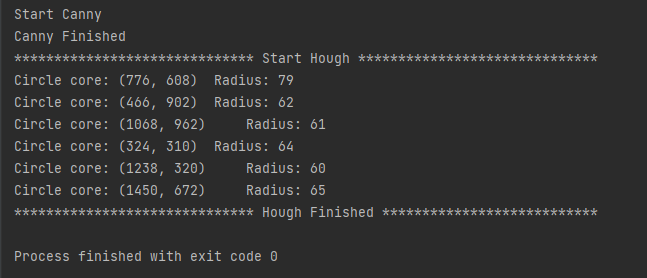 Start Canny
Canny Finished
****************************** Start Hough ******************************
Circle core: (776, 608)  Radius: 79
Circle core: (466, 902)  Radius: 62
Circle core: (1068, 962)     Radius: 61
Circle core: (324, 310)  Radius: 64
Circle core: (1238, 320)     Radius: 60
Circle core: (1450, 672)     Radius: 65
****************************** Hough Finished ***************************
Process finished with exit code 0